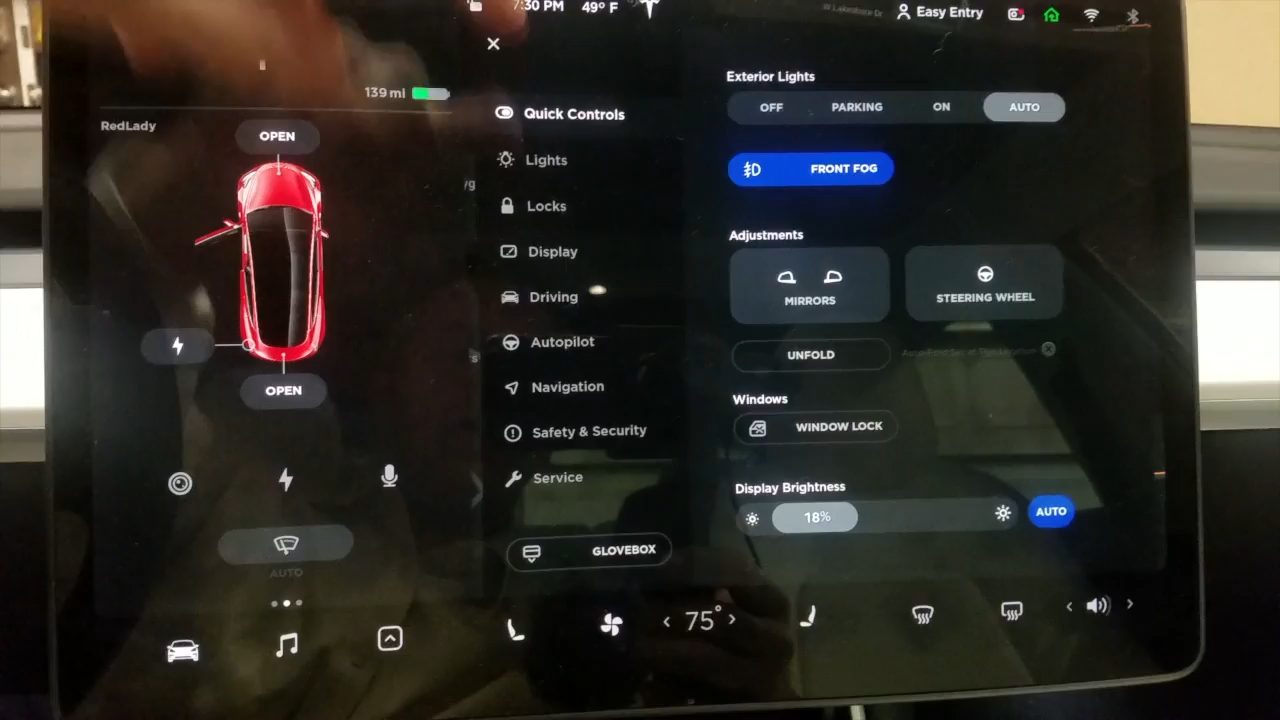 7:30 PM 49° F
Lakeshore Dr
Easy Entry
139 mi
RedLady
OPEN
OPEN
AUTO
Quick Controls
Lights
Locks
Display
Driving
Autopilot
Navigation
Safety & Security
Service
GLOVEBOX
Exterior Lights
OFF PARKING ON AUTO
FRONT FOG
Adjustments
MIRRORS
STEERING WHEEL
UNFOLD
Windows
WINDOW LOCK
Display Brightness
18%
AUTO
< 75° >
< >